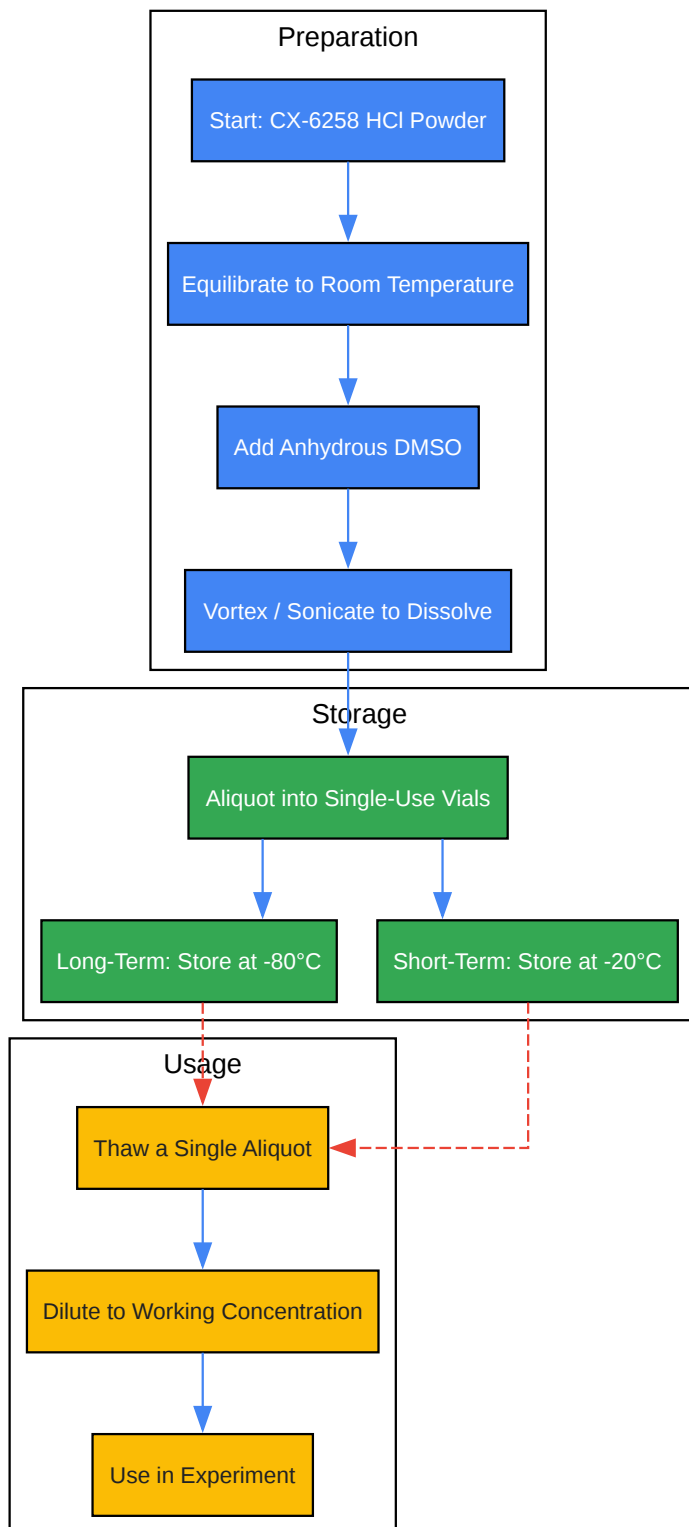 Preparation
Start: CX-6258 HCl Powder
Equilibrate to Room Temperature
Add Anhydrous DMSO
Vortex / Sonicate to Dissolve
Storage
Aliquot into Single-Use Vials
Long-Term: Store at -80°C
Short-Term: Store at -20°C
Usage
Thaw a Single Aliquot
Dilute to Working Concentration
Use in Experiment